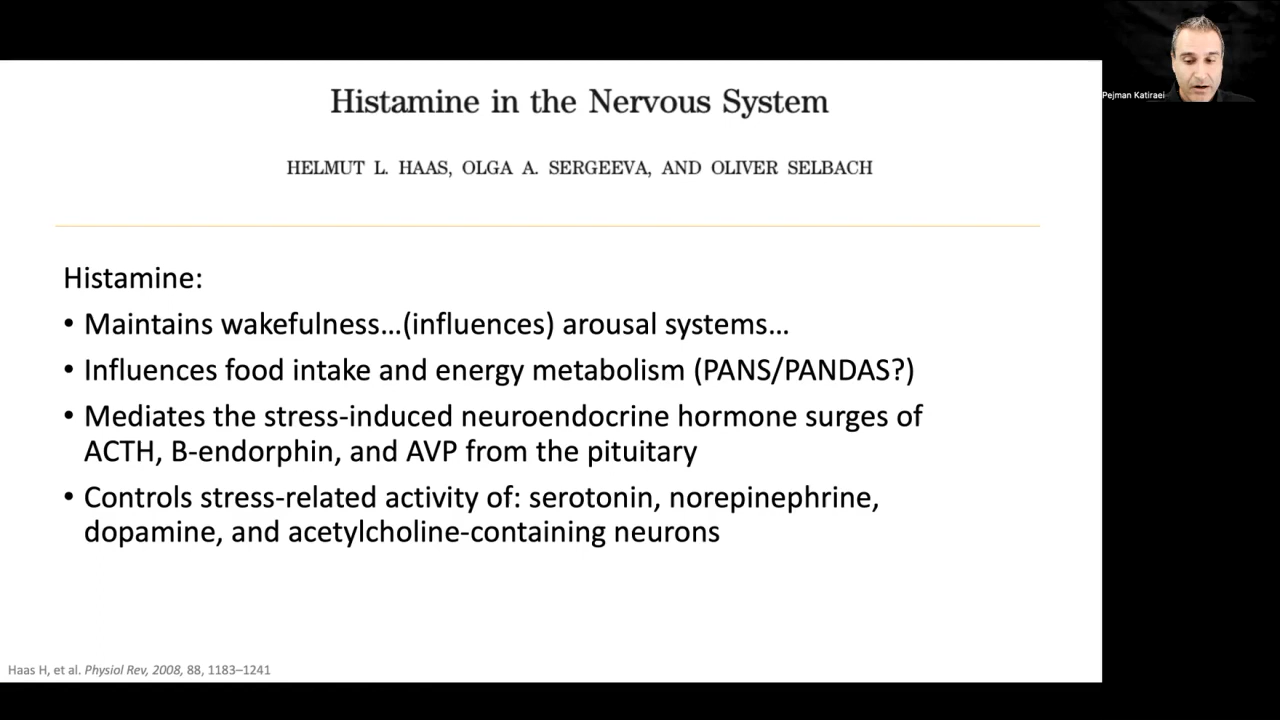 Histamine in the Nervous System
HELMUT L. HAAS, OLGA A. SERGEEVA, AND OLIVER SELBACH
Histamine:
• Maintains wakefulness…(influences) arousal systems…
• Influences food intake and energy metabolism (PANS/PANDAS?)
• Mediates the stress-induced neuroendocrine hormone surges of
ACTH, B-endorphin, and AVP from the pituitary
• Controls stress-related activity of: serotonin, norepinephrine,
dopamine, and acetylcholine-containing neurons
Haas H, et al. Physiol Rev, 2008, 88, 1183–1241
Pejman Katiraei